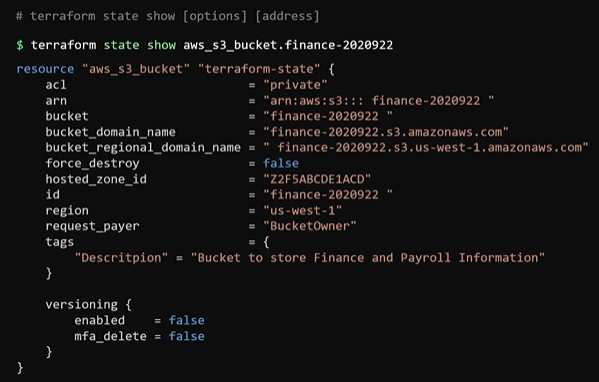 # terraform state show [options] [address]
$ terraform state show aws_s3_bucket.finance-2020922
resource "aws_s3_bucket" "terraform-state" {
    acl                         = "private"
    arn                         = "arn:aws:s3::: finance-2020922 "
    bucket                      = "finance-2020922 "
    bucket_domain_name          = "finance-2020922.s3.amazonaws.com"
    bucket_regional_domain_name = " finance-2020922.s3.us-west-1.amazonaws.com"
    force_destroy               = false
    hosted_zone_id              = "Z2F5ABCDE1ACD"
    id                          = "finance-2020922 "
    region                      = "us-west-1"
    request_payer               = "BucketOwner"
    tags                        = {
        "Descritpion" = "Bucket to store Finance and Payroll Information"
    }
    versioning {
        enabled    = false
        mfa_delete = false
    }
}